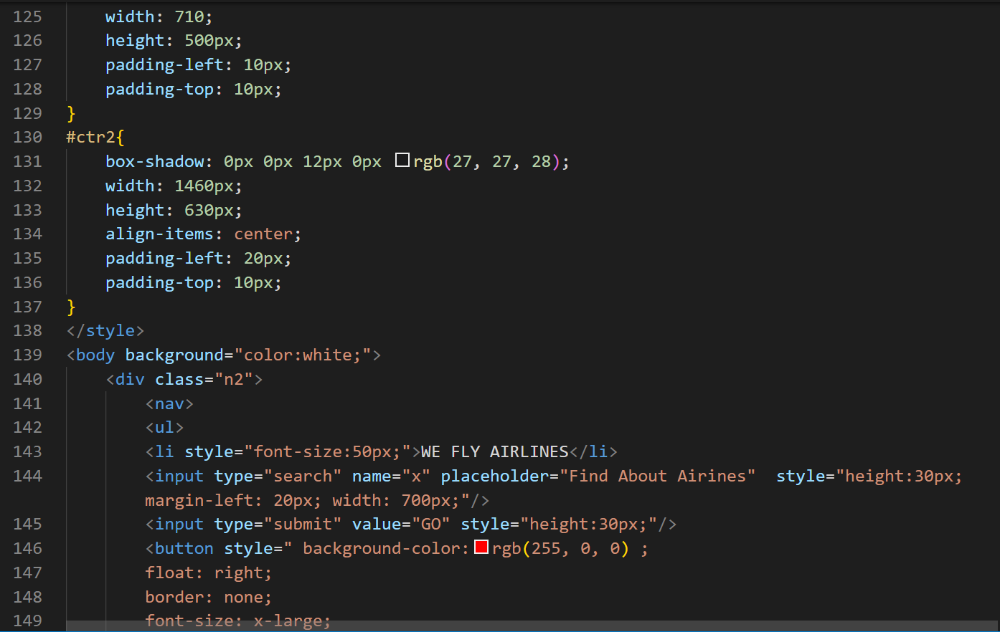 125 width: 710;
126 height: 500px;
127 padding-left: 10px;
128 padding-top: 10px;
129 }
130 #ctr2{
131 box-shadow: 0px 0px 12px 0px rgb(27, 27, 28);
132 width: 1460px;
133 height: 630px;
134 align-items: center;
135 padding-left: 20px;
136 padding-top: 10px;
137 }
138 </style>
139 <body background="color:white;">
140 <div class="n2">
141 <nav>
142 <ul>
143 <li style="font-size:50px;">WE FLY AIRLINES</li>
144 <input type="search" name="x" placeholder="Find About Airines"  style="height:30px;
margin-left: 20px; width: 700px;"/>
145 <input type="submit" value="GO" style="height:30px;"/>
146 <button style=" background-color: rgb(255, 0, 0) ;
147 float: right;
148 border: none;
149 font-size: x-large;